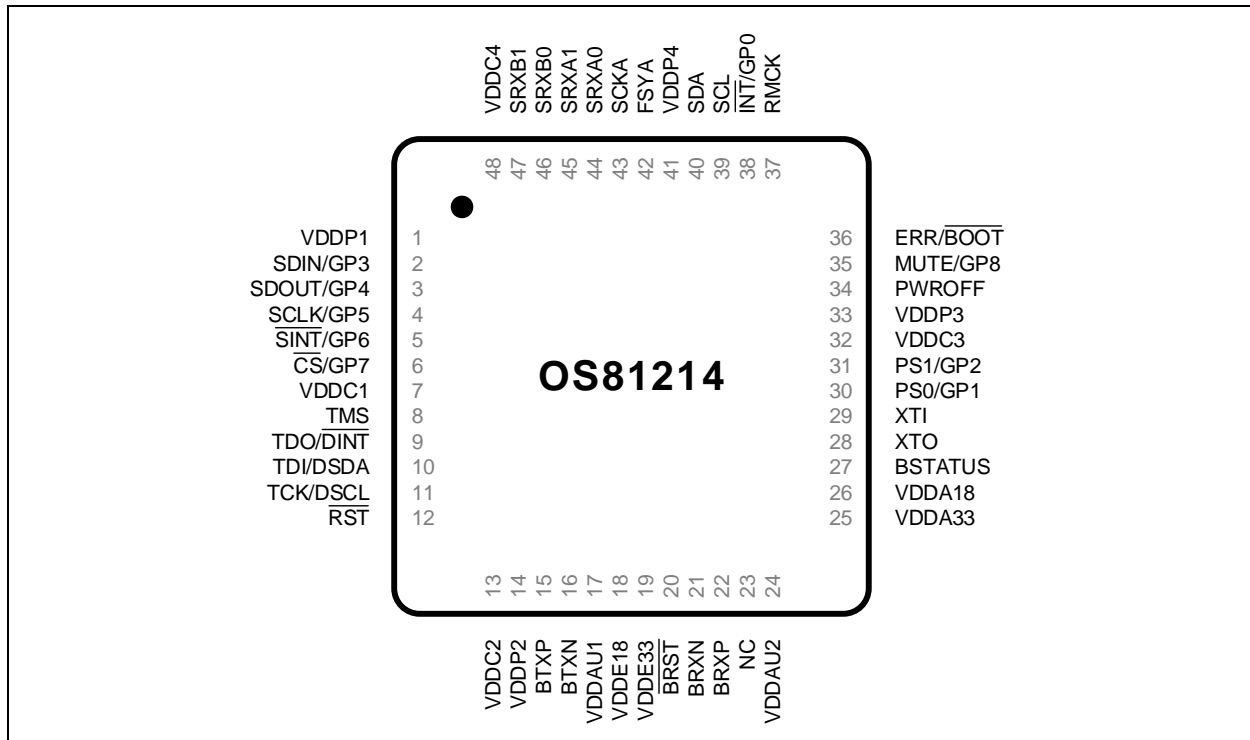 VDDC4
SRXB1
SRXB0
SRXA1
SRXA0
SCKA
FSYA
VDDP4
SDA
SCL
INT/GP0
RMCK
48
47
46
45
44
43
42
41
40
39
38
37
VDDP1 1
SDIN/GP3 2
SDOUT/GP4 3
SCLK/GP5 4
SINT/GP6 5
CS/GP7 6
VDDC1 7
TMS 8
TDO/DINT 9
TDI/DSDA 10
TCK/DSCL 11
RST 12
OS81214
36 ERR/BOOT
35 MUTE/GP8
34 PWROFF
33 VDDP3
32 VDDC3
31 PS1/GP2
30 PS0/GP1
29 XTI
28 XTO
27 BSTATUS
26 VDDA18
25 VDDA33
13
14
15
16
17
18
19
20
21
22
23
24
VDDC2
VDDP2
BTXP
BTXN
VDDAU1
VDDE18
VDDE33
BRST
BRXN
BRXP
NC
VDDAU2